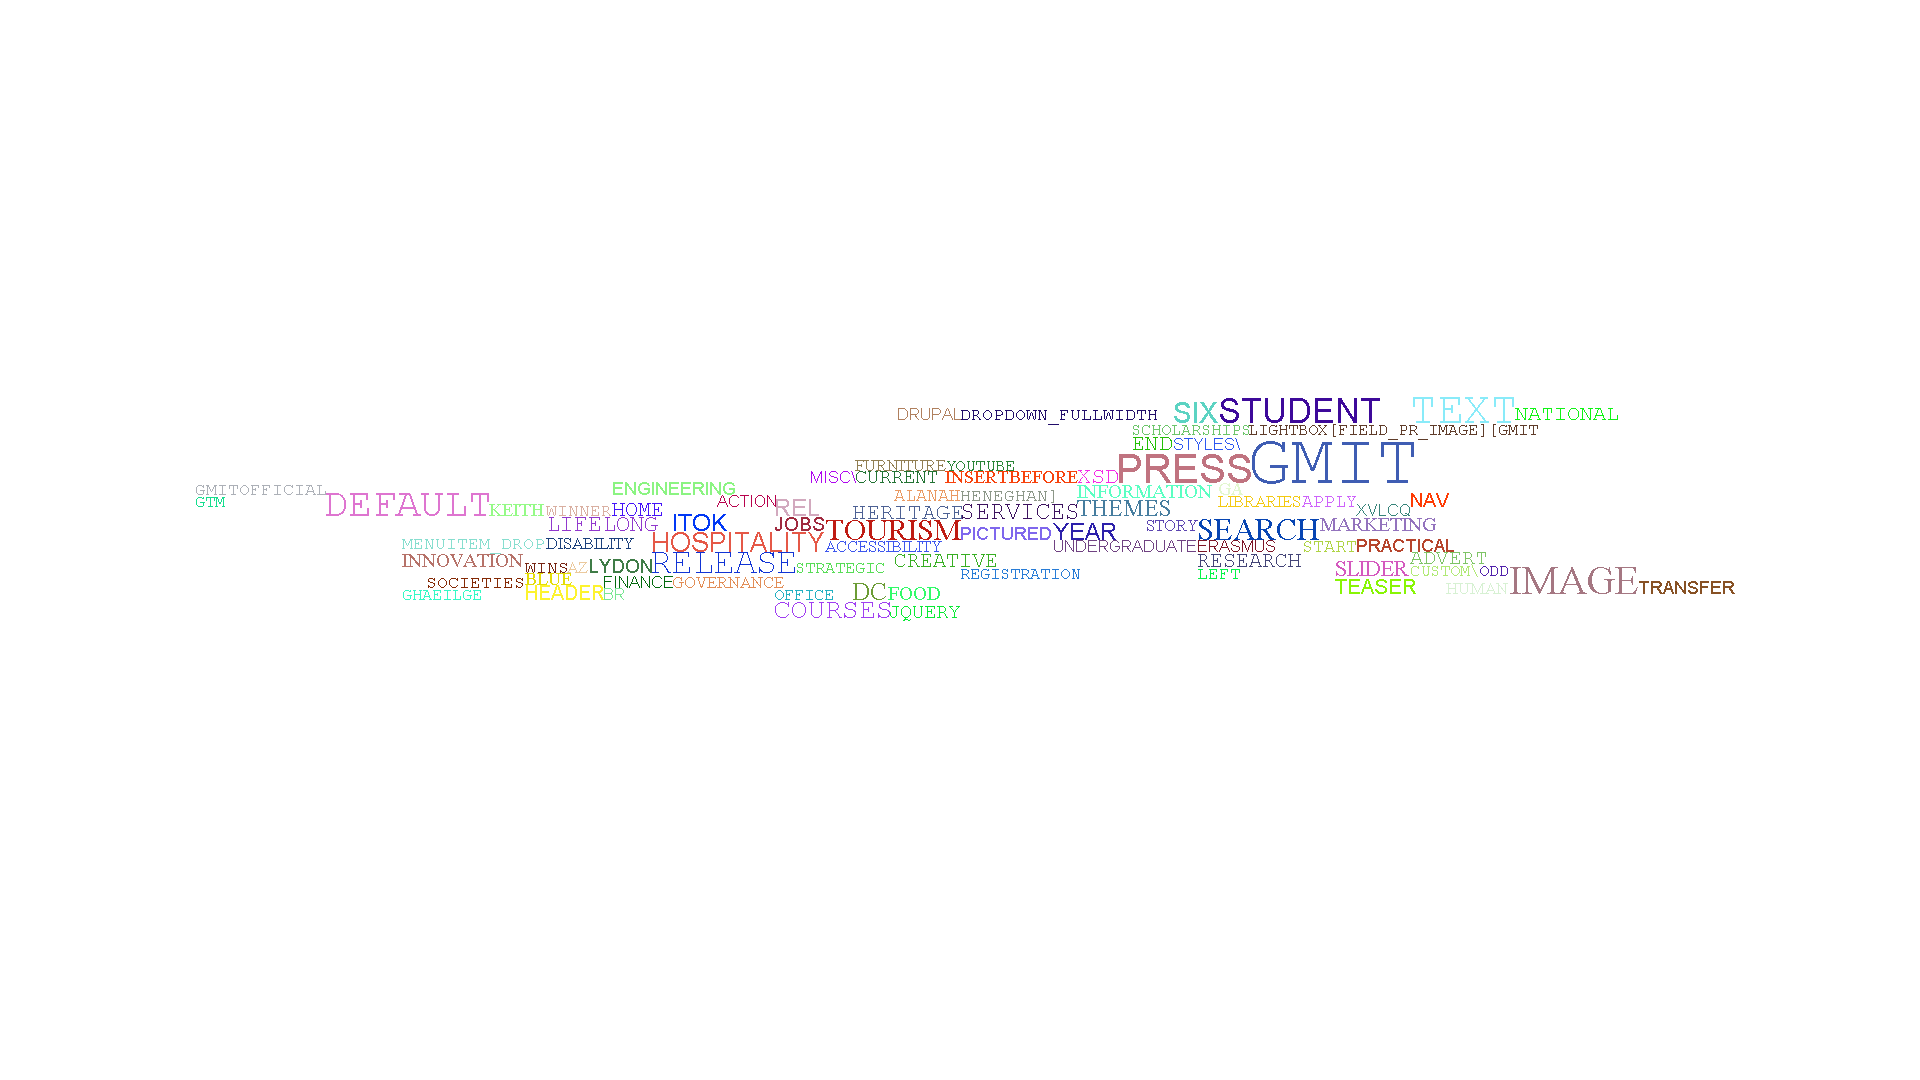 DRUPAL DROPDOWN_FULLWIDTH SIX STUDENT TEXT NATIONAL
SCHOLARSHIPS LIGHTBOX[FIELD_PR_IMAGE][GMIT
END STYLES\
FURNITURE YOUTUBE PRESS GMIT
MISC\ CURRENT INSERTBEFORE XSD
GMITOFFICIAL ENGINEERING INFORMATION GA
GTM DEFAULT KEITH WINNER HOME ACTION REL ALANAH HENEGHAN] LIBRARIES APPLY NAV
HERITAGE SERVICES THEMES XVLCQ
LIFELONG ITOK JOBS TOURISM PICTURED YEAR STORY SEARCH MARKETING
MENUITEM DROP DISABILITY HOSPITALITY ACCESSIBILITY UNDERGRADUATE ERASMUS START PRACTICAL
INNOVATION WINS AZ LYDON RELEASE STRATEGIC CREATIVE RESEARCH SLIDER ADVERT
SOCIETIES BLUE FINANCE GOVERNANCE REGISTRATION LEFT CUSTOM\ ODD
GHAEILGE HEADER BR OFFICE DC FOOD TEASER HUMAN IMAGE TRANSFER
COURSES JQUERY